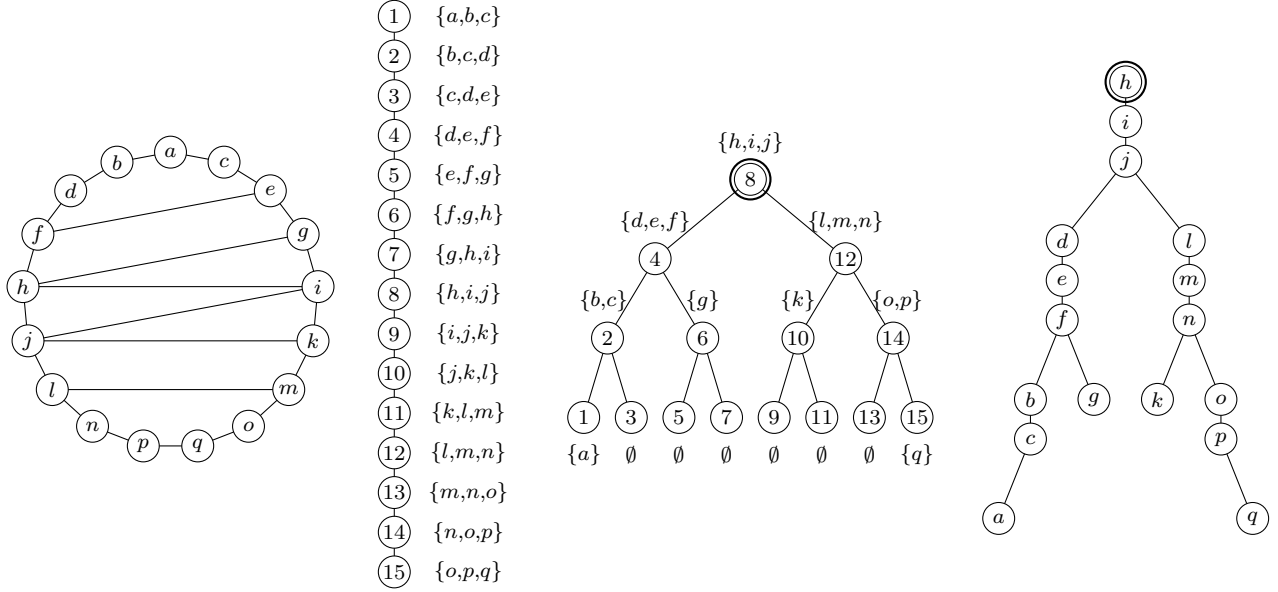 a
b
c
d
e
f
g
h
i
j
k
l
m
n
p
q
o
1 {a,b,c}
2 {b,c,d}
3 {c,d,e}
4 {d,e,f}
5 {e,f,g}
6 {f,g,h}
7 {g,h,i}
8 {h,i,j}
9 {i,j,k}
10 {j,k,l}
11 {k,l,m}
12 {l,m,n}
13 {m,n,o}
14 {n,o,p}
15 {o,p,q}
{h,i,j}
8
{d,e,f} {l,m,n}
4 12
{b,c} {g} {k} {o,p}
2 6 10 14
1 3 5 7 9 11 13 15
{a} ∅ ∅ ∅ ∅ ∅ ∅ {q}
h
i
j
d l
e m
f n
b g k o
c p
a q